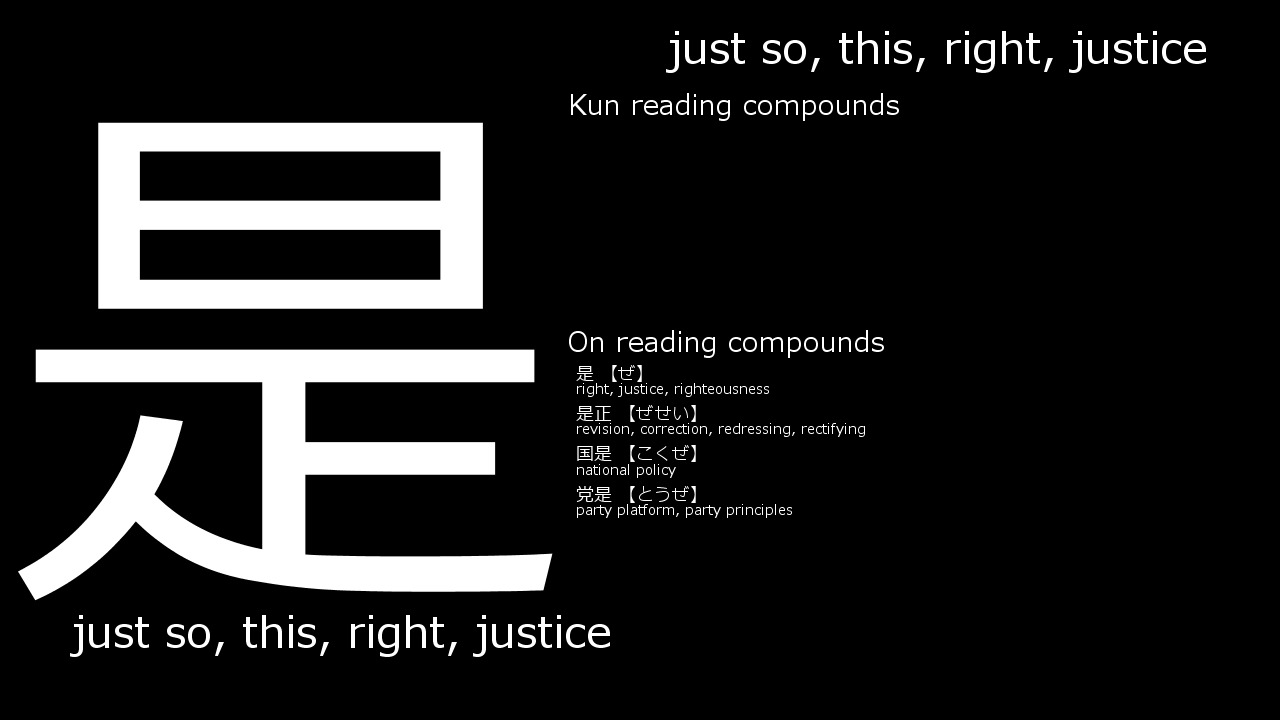 just so, this, right, justice
Kun reading compounds
是
On reading compounds
是 【ぜ】
right, justice, righteousness
是正 【ぜせい】
revision, correction, redressing, rectifying
国是 【こくぜ】
national policy
党是 【とうぜ】
party platform, party principles
just so, this, right, justice